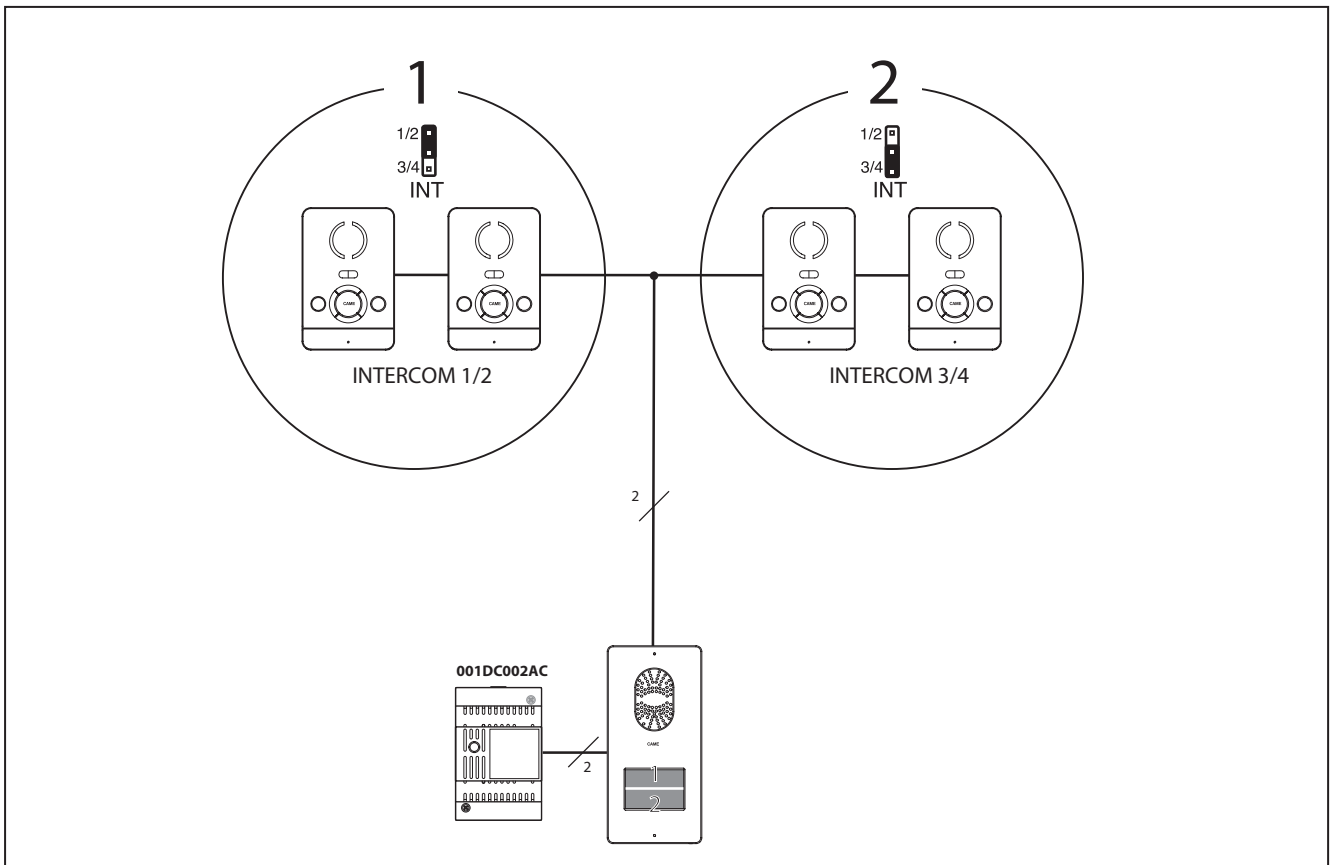 1
2
1/2
3/4
INT
1/2
3/4
INT
CAME
CAME
CAME
CAME
INTERCOM 1/2
INTERCOM 3/4
2
001DC002AC
CAME
2
1
2